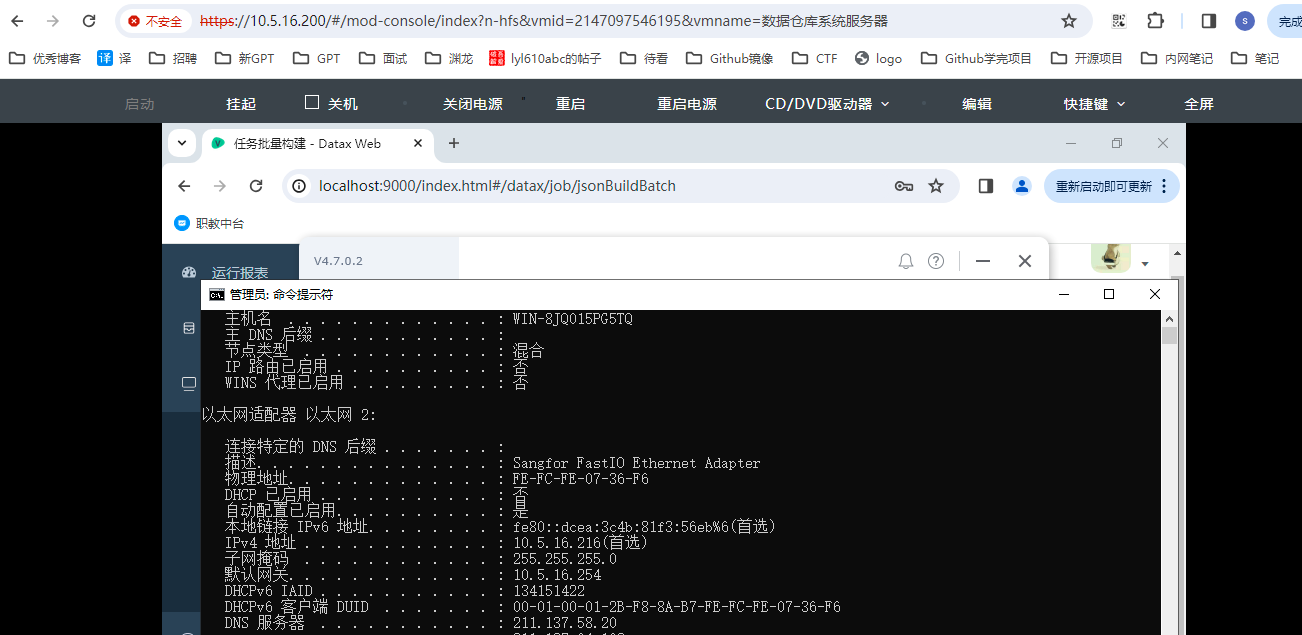 不安全 https://10.5.16.200/#/mod-console/index?n-hfs&vmid=2147097546195&vmname=数据仓库系统服务器 S 完成
优秀博客 译 译 招聘 新GPT GPT 面试 渊龙 lyl610abc的帖子 待看 Github镜像 CTF logo Github学完项目 开源项目 内网笔记 笔记
启动 挂起 关机 关闭电源 重启 重启电源 CD/DVD驱动器 编辑 快捷键 全屏
任务批量构建 - Datax Web
localhost:9000/index.html#/datax/job/jsonBuildBatch 重新启动即可更新
职教中台
运行报表 V4.7.0.2
管理员: 命令提示符
主机名 . . . . . . . . . . . . . : WIN-8JQO15PG5TQ
主 DNS 后缀 . . . . . . . . . . . :
节点类型 . . . . . . . . . . . . : 混合
IP 路由已启用 . . . . . . . . . . : 否
WINS 代理已启用 . . . . . . . . . : 否
以太网适配器 以太网 2:
连接特定的 DNS 后缀 . . . . . . . :
描述. . . . . . . . . . . . . . . : Sangfor FastIO Ethernet Adapter
物理地址. . . . . . . . . . . . . : FE-FC-FE-07-36-F6
DHCP 已启用 . . . . . . . . . . . : 否
自动配置已启用. . . . . . . . . . : 是
本地链接 IPv6 地址. . . . . . . . : fe80::dcea:3c4b:81f3:56eb%6(首选)
IPv4 地址 . . . . . . . . . . . . : 10.5.16.216(首选)
子网掩码 . . . . . . . . . . . . : 255.255.255.0
默认网关. . . . . . . . . . . . . : 10.5.16.254
DHCPv6 IAID . . . . . . . . . . . : 134151422
DHCPv6 客户端 DUID . . . . . . . : 00-01-00-01-2B-F8-8A-B7-FE-FC-FE-07-36-F6
DNS 服务器 . . . . . . . . . . . : 211.137.58.20